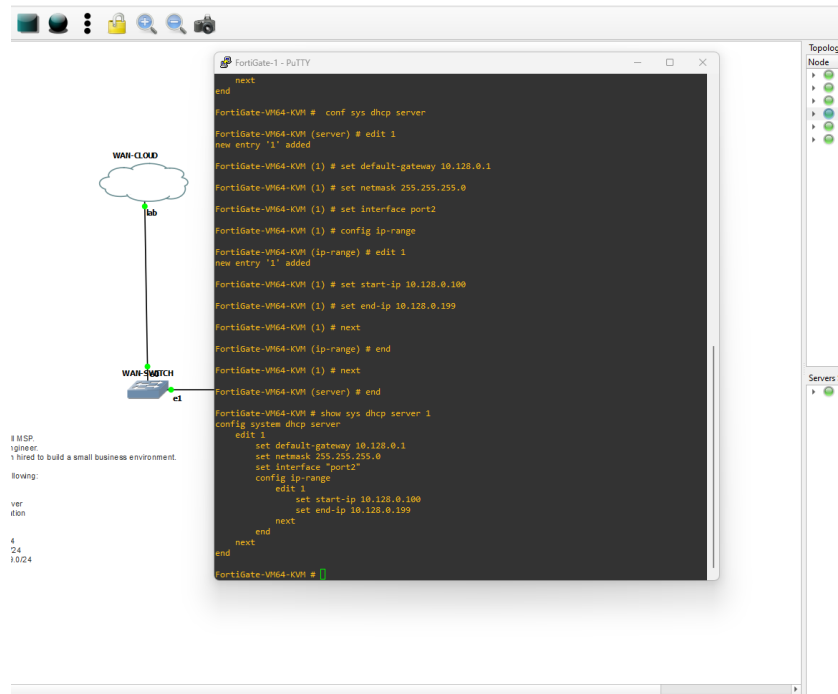 Topolog
Node
WAN-CLOUD
lab
WAN-SWITCH
e1
ll MSP.
gineer.
n hired to build a small business environment.
llowing:
ver
ation
4
/24
9.0/24
FortiGate-1 - PuTTY
next
end
FortiGate-VM64-KVM #  conf sys dhcp server
FortiGate-VM64-KVM (server) # edit 1
new entry '1' added
FortiGate-VM64-KVM (1) # set default-gateway 10.128.0.1
FortiGate-VM64-KVM (1) # set netmask 255.255.255.0
FortiGate-VM64-KVM (1) # set interface port2
FortiGate-VM64-KVM (1) # config ip-range
FortiGate-VM64-KVM (ip-range) # edit 1
new entry '1' added
FortiGate-VM64-KVM (1) # set start-ip 10.128.0.100
FortiGate-VM64-KVM (1) # set end-ip 10.128.0.199
FortiGate-VM64-KVM (1) # next
FortiGate-VM64-KVM (ip-range) # end
FortiGate-VM64-KVM (1) # next
FortiGate-VM64-KVM (server) # end
FortiGate-VM64-KVM # show sys dhcp server 1
config system dhcp server
edit 1
set default-gateway 10.128.0.1
set netmask 255.255.255.0
set interface "port2"
config ip-range
edit 1
set start-ip 10.128.0.100
set end-ip 10.128.0.199
next
end
next
end
FortiGate-VM64-KVM #
Servers